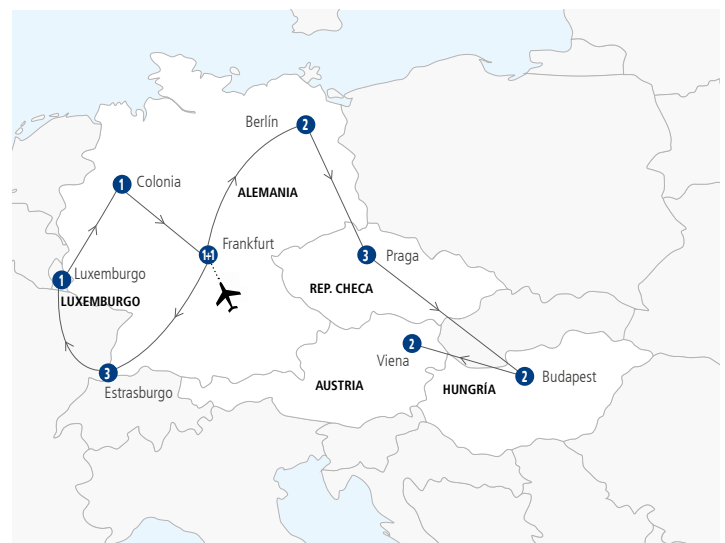 Berlín
2
1
Colonia
ALEMANIA
1+1
Frankfurt
3
Praga
1
Luxemburgo
LUXEMBURGO
REP. CHECA
2
Viena
3
Estrasburgo
AUSTRIA
HUNGRÍA
2
Budapest